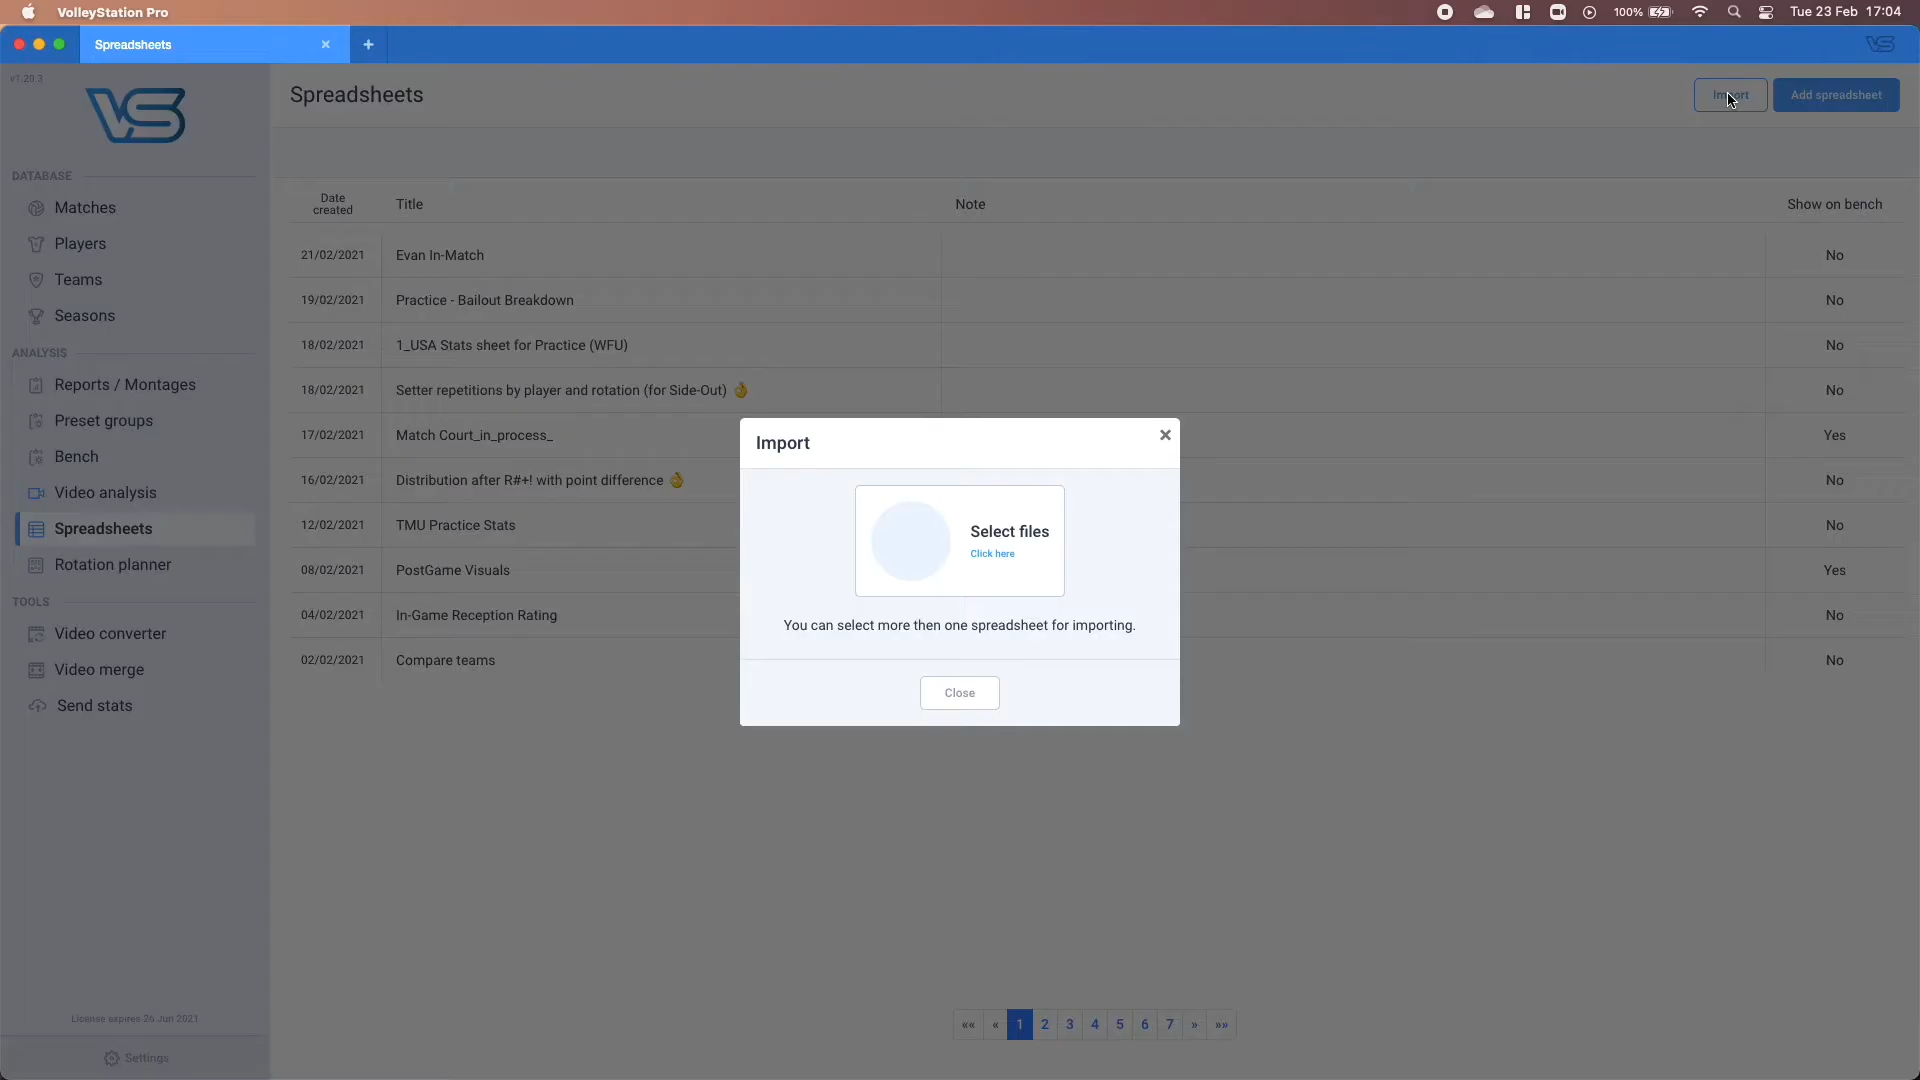 VolleyStation Pro
100%
Tue 23 Feb 17:04
Spreadsheets
v1.20.3
VS
DATABASE
Matches
Players
Teams
Seasons
ANALYSIS
Reports / Montages
Preset groups
Bench
Video analysis
Spreadsheets
Rotation planner
TOOLS
Video converter
Video merge
Send stats
License expires 26 Jun 2021
Settings
Spreadsheets
Import
Add spreadsheet
Date created
Title
Note
Show on bench
21/02/2021 Evan In-Match No
19/02/2021 Practice - Bailout Breakdown No
18/02/2021 1_USA Stats sheet for Practice (WFU) No
18/02/2021 Setter repetitions by player and rotation (for Side-Out) 👌 No
17/02/2021 Match Court_in_process_ Yes
16/02/2021 Distribution after R#+! with point difference 👌 No
12/02/2021 TMU Practice Stats No
08/02/2021 PostGame Visuals Yes
04/02/2021 In-Game Reception Rating No
02/02/2021 Compare teams No
Import
Select files
Click here
You can select more then one spreadsheet for importing.
Close
«« « 1 2 3 4 5 6 7 » »»